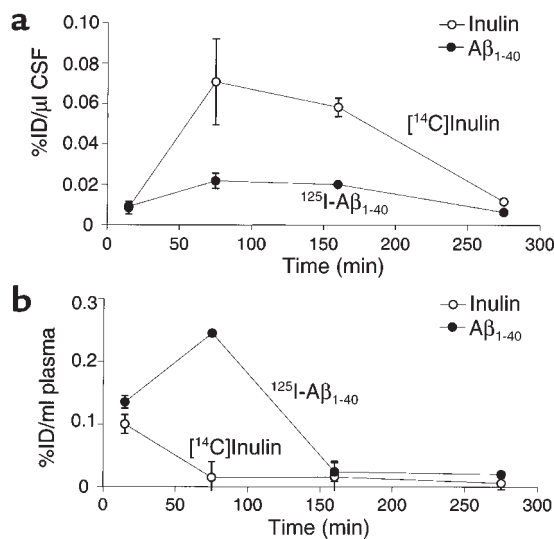 a
0.10
0.08
0.06
0.04
0.02
0
%ID/μl CSF
Inulin
Aβ1-40
[14C]Inulin
125I-Aβ1-40
0 50 100 150 200 250 300
Time (min)
b
0.3
0.2
0.1
0
%ID/ml plasma
Inulin
Aβ1-40
125I-Aβ1-40
[14C]Inulin
0 50 100 150 200 250 300
Time (min)